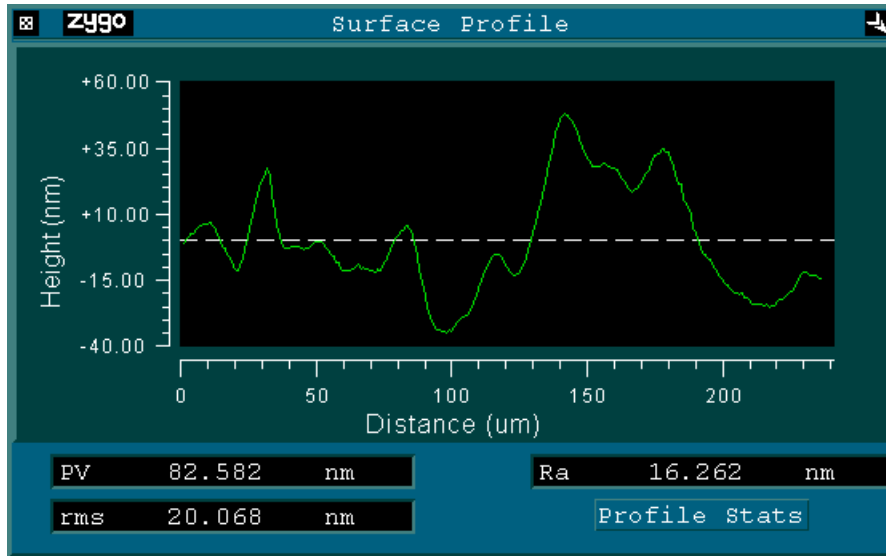 zygo Surface Profile
+60.00
+35.00
+10.00
-15.00
-40.00
Height (nm)
0 50 100 150 200
Distance (um)
PV 82.582 nm Ra 16.262 nm
rms 20.068 nm Profile Stats